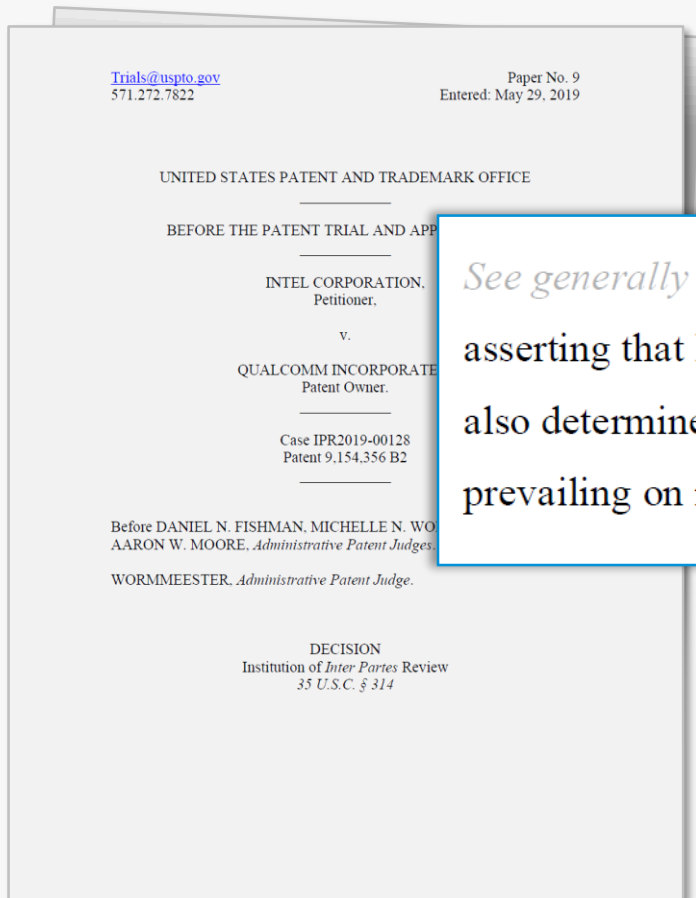 Trials@uspto.gov
571.272.7822
Paper No. 9
Entered: May 29, 2019
UNITED STATES PATENT AND TRADEMARK OFFICE
BEFORE THE PATENT TRIAL AND APP
INTEL CORPORATION,
Petitioner,
v.
QUALCOMM INCORPORATE
Patent Owner.
Case IPR2019-00128
Patent 9,154,356 B2
Before DANIEL N. FISHMAN, MICHELLE N. WO
AARON W. MOORE, Administrative Patent Judges.
WORMMEESTER, Administrative Patent Judge.
DECISION
Institution of Inter Partes Review
35 U.S.C. § 314
See generally
asserting that
also determine
prevailing on